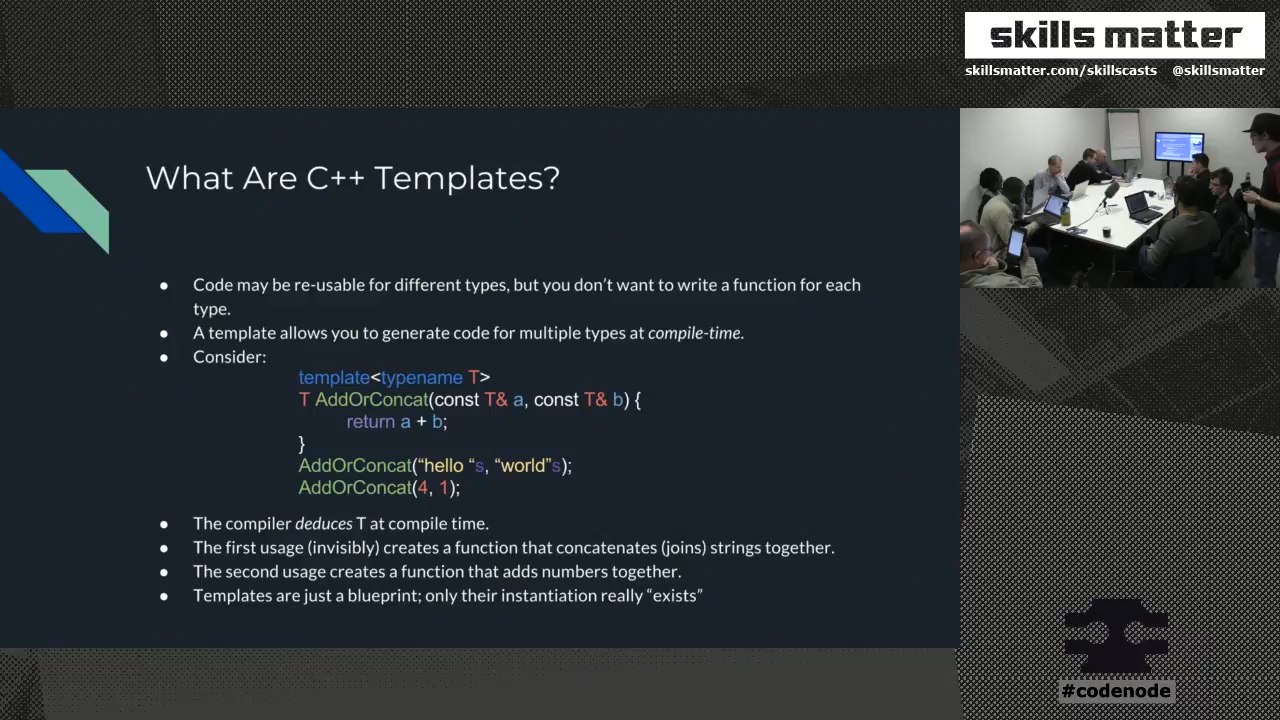 skills matter
skillsmatter.com/skillscasts @skillsmatter
What Are C++ Templates?
● Code may be re-usable for different types, but you don’t want to write a function for each
type.
● A template allows you to generate code for multiple types at compile-time.
● Consider:
template<typename T>
T AddOrConcat(const T& a, const T& b) {
return a + b;
}
AddOrConcat(“hello “s, “world”s);
AddOrConcat(4, 1);
● The compiler deduces T at compile time.
● The first usage (invisibly) creates a function that concatenates (joins) strings together.
● The second usage creates a function that adds numbers together.
● Templates are just a blueprint; only their instantiation really “exists”
#codenode